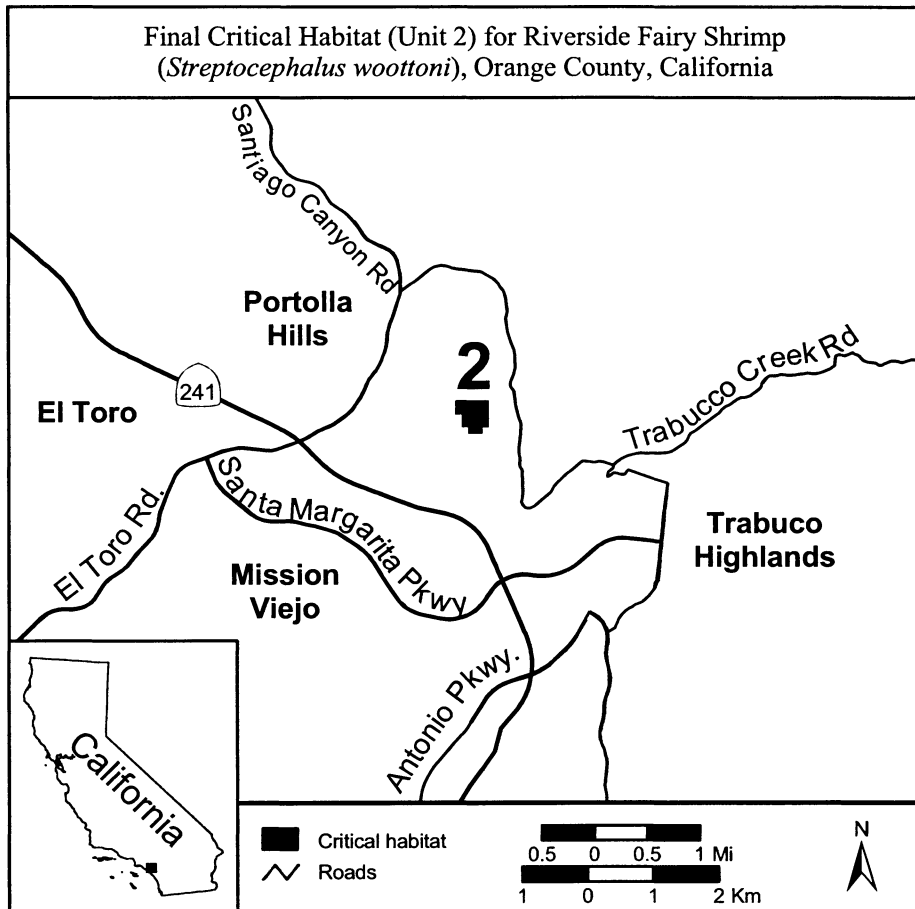 Final Critical Habitat (Unit 2) for Riverside Fairy Shrimp
(Streptocephalus woottoni), Orange County, California
Santiago Canyon Rd
Portolla
Hills
2
Trabucco Creek Rd
241
El Toro
Santa Margarita Pkwy
El Toro Rd.
Trabuco
Highlands
Mission
Viejo
Antonio Pkwy.
California
Critical habitat
Roads
0.5 0 0.5 1 Mi
1 0 1 2 Km
N